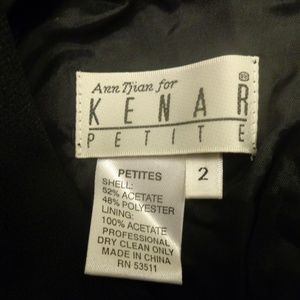 Ann Tjian for
KENAR®
PETITE
2
PETITES
SHELL:
52% ACETATE
48% POLYESTER
LINING:
100% ACETATE
PROFESSIONAL
DRY CLEAN ONLY
MADE IN CHINA
RN 53511